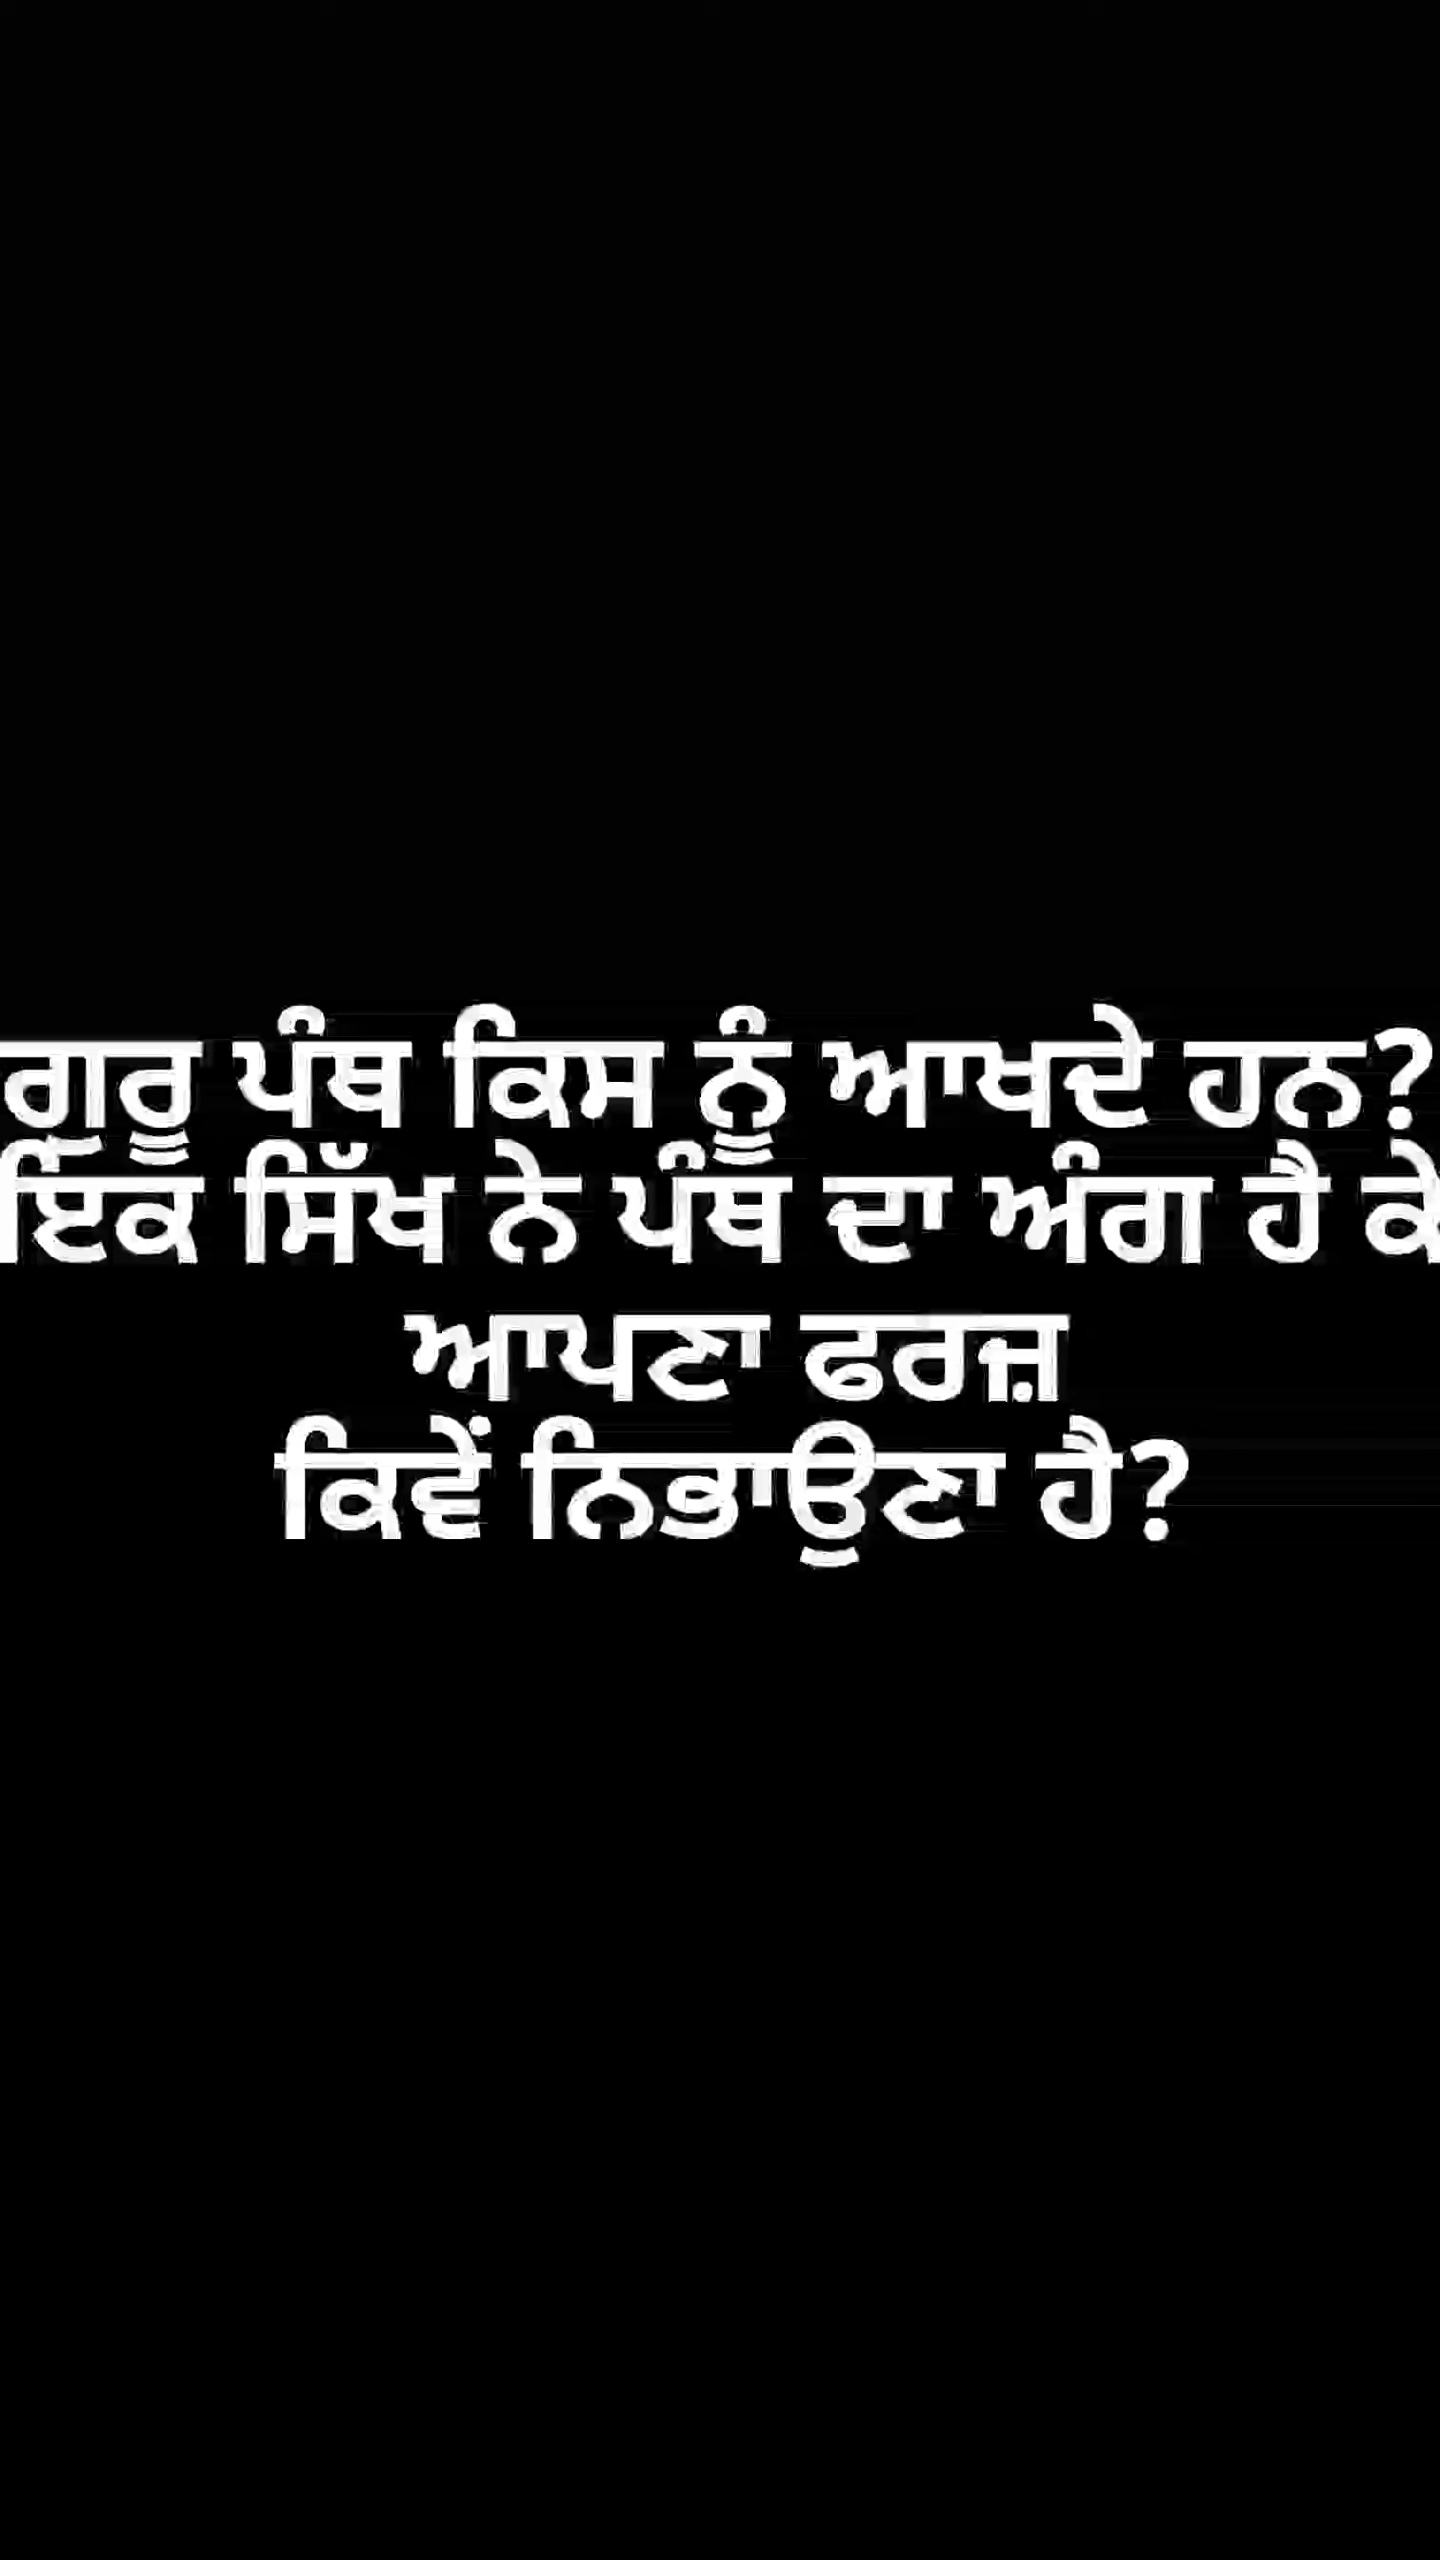 ਗੁਰੂ ਪੰਥ ਕਿਸ ਨੂੰ ਆਖਦੇ ਹਨ?
ਇਕ ਸਿੱਖ ਨੇ ਪੰਥ ਦਾ ਅੰਗ ਹੈ ਕੇ
ਆਪਣਾ ਫਰਜ਼
ਕਿਵੇਂ ਨਿਭਾਉਣਾ ਹੈ?